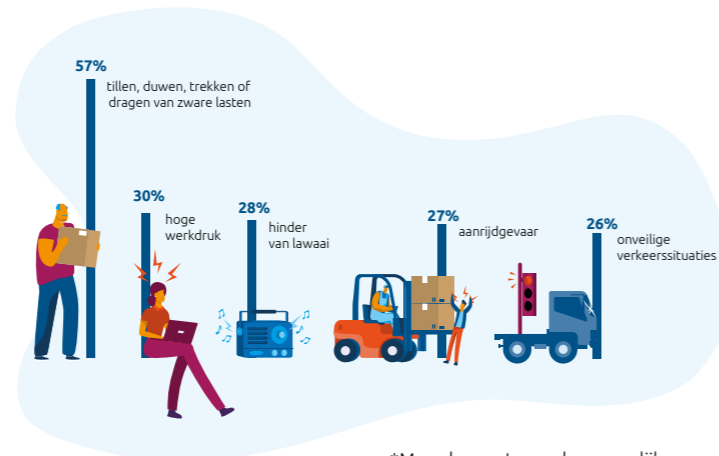 57%
tillen, duwen, trekken of
dragen van zware lasten
30%
hoge
werkdruk
28%
hinder
van lawaai
27%
aanrijdgevaar
26%
onveilige
verkeerssituaties